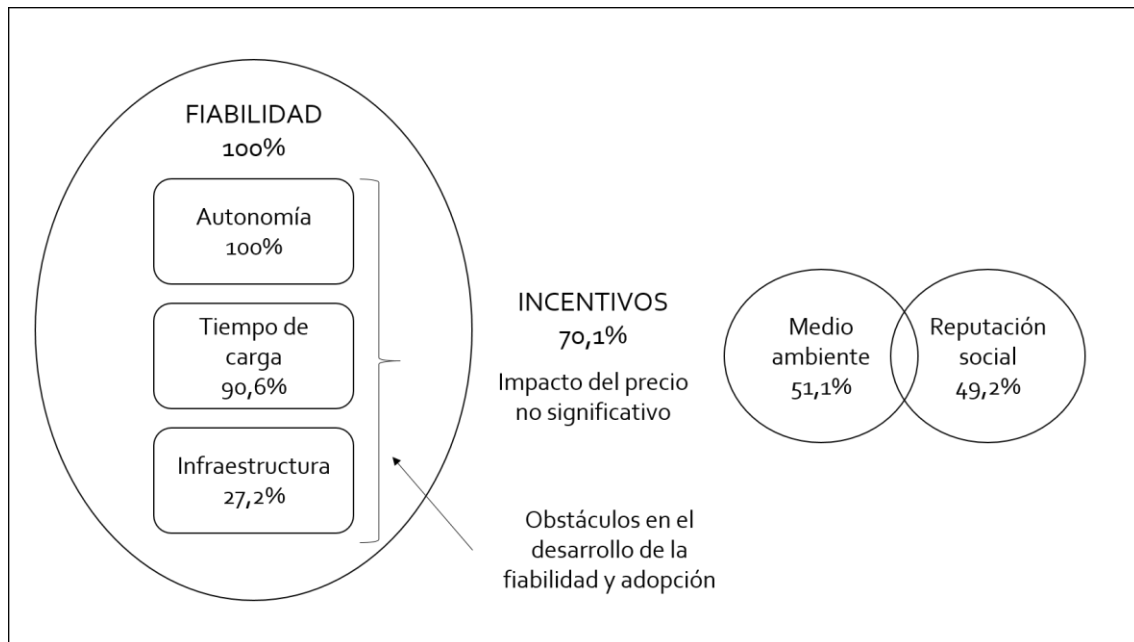 FIABILIDAD
100%
Autonomía
100%
Tiempo de
carga
90,6%
Infraestructura
27,2%
INCENTIVOS
70,1%
Impacto del precio
no significativo
Obstáculos en el
desarrollo de la
fiabilidad y adopción
Medio
ambiente
51,1%
Reputación
social
49,2%